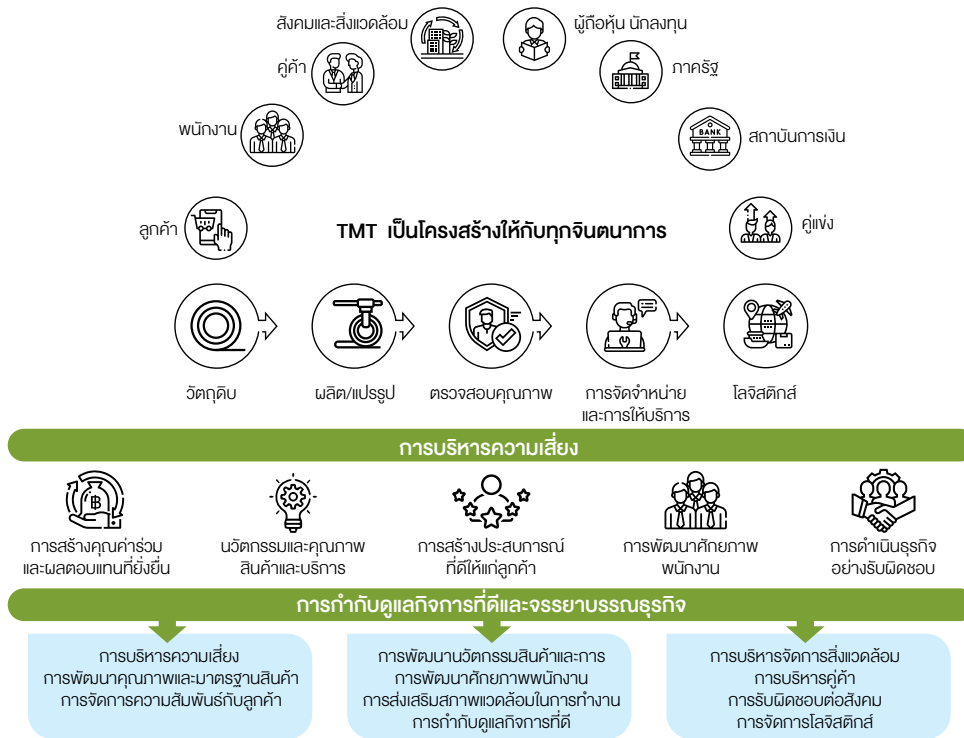 สังคมและสิ่งแวดล้อม
ผู้ถือหุ้น นักลงทุน
คู่ค้า
ภาครัฐ
พนักงาน
BANK
สถาบันการเงิน
ลูกค้า
TMT เป็นโครงสร้างให้กับทุกจินตนาการ
คู่แข่ง
วัตถุดิบ
ผลิต/แปรรูป
ตรวจสอบคุณภาพ
การจัดจำหน่าย
และการให้บริการ
โลจิสติกส์
การบริหารความเสี่ยง
การสร้างคุณค่าร่วม
และผลตอบแทนที่ยั่งยืน
นวัตกรรมและคุณภาพ
สินค้าและบริการ
การสร้างประสบการณ์
ที่ดีให้แก่ลูกค้า
การพัฒนาศักยภาพ
พนักงาน
การดำเนินธุรกิจ
อย่างรับผิดชอบ
การกำกับดูแลกิจการที่ดีและจรรยาบรรณธุรกิจ
การบริหารความเสี่ยง
การพัฒนาคุณภาพและมาตรฐานสินค้า
การจัดการความสัมพันธ์กับลูกค้า
การพัฒนานวัตกรรมสินค้าและการ
การพัฒนาศักยภาพพนักงาน
การส่งเสริมสภาพแวดล้อมในการทำงาน
การกำกับดูแลกิจการที่ดี
การบริหารจัดการสิ่งแวดล้อม
การบริหารคู่ค้า
การรับผิดชอบต่อสังคม
การจัดการโลจิสติกส์